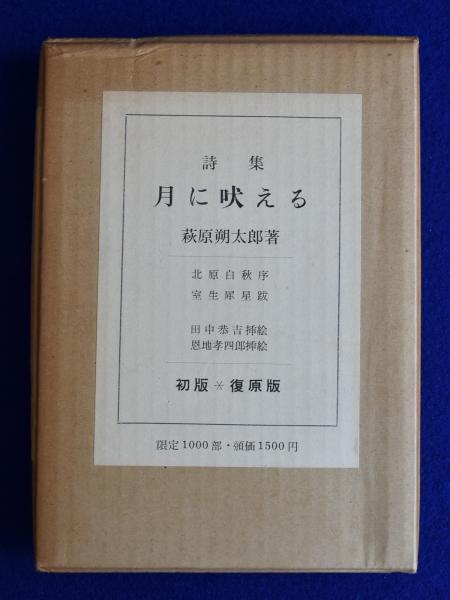 詩集
月に吠える
萩原朔太郎著
北原白秋序
室生犀星跋
田中恭吉挿絵
恩地孝四郎挿絵
初版＊復原版
限定1000部・頒価1500円